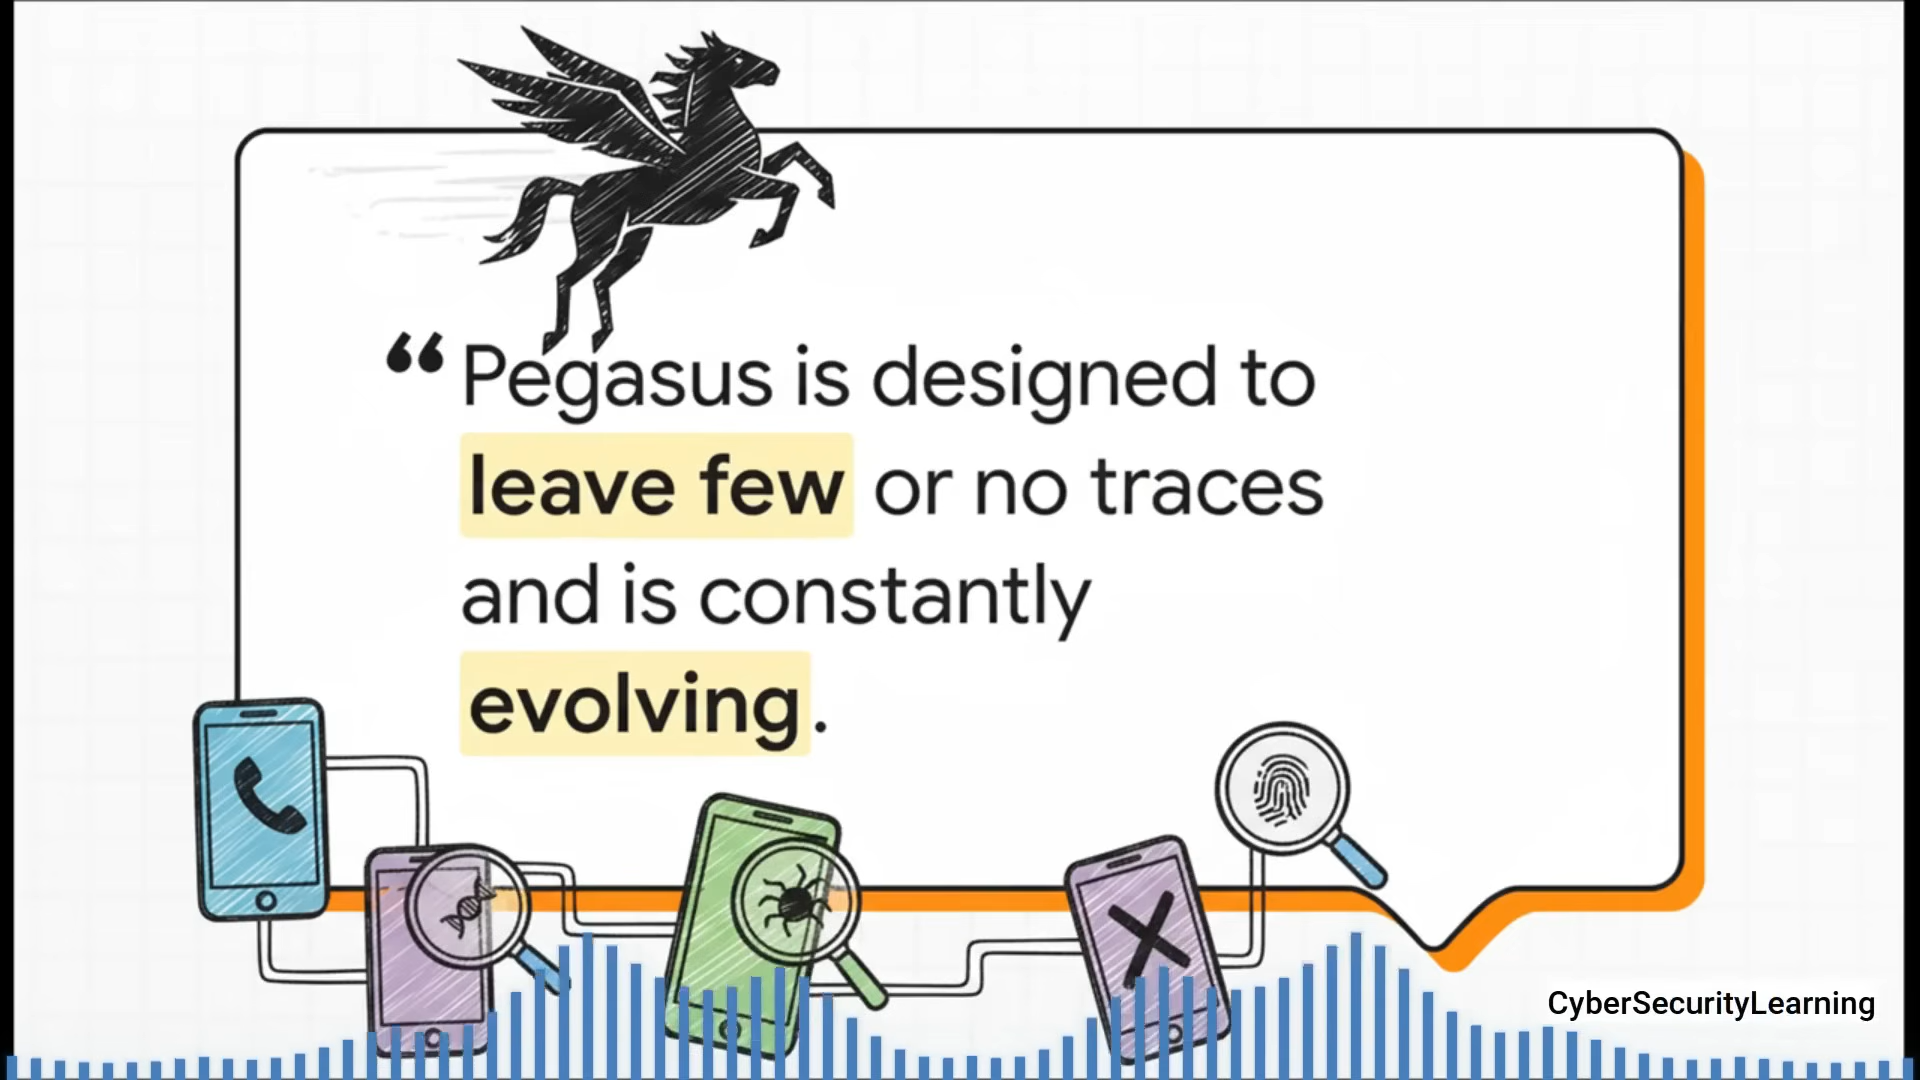 “Pegasus is designed to
leave few or no traces
and is constantly
evolving.
CyberSecurityLearning